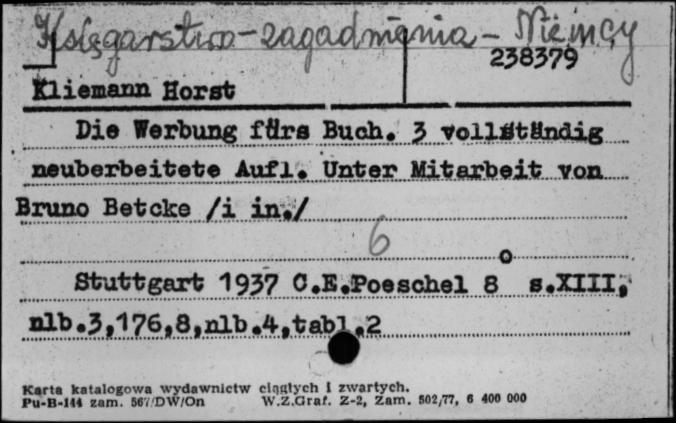 Księgarstwo - zagadnienia - Niemcy
238379
Kliemann Horst
Die Werbung fürs Buch. 3 vollständig
neuberbeitete Aufl. Unter Mitarbeit von
Bruno Betcke /i in./
6
Stuttgart 1937 C.E.Poeschel 8° s.XIII,
nlb.3,176,8,nlb.4,tabl.2
Karta katalogowa wydawnictw ciągłych i zwartych.
Pu-B-144 zam. 567/DW/On W.Z.Graf. Z-2, Zam. 502/77, 6 400 000